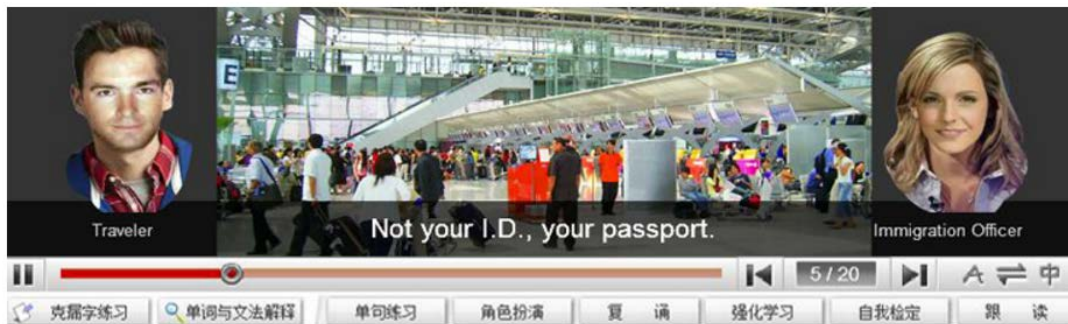 E
Traveler
Not your I.D., your passport.
Immigration Officer
5 / 20
A ⇌ 中
克漏字练习
单词与文法解释
单句练习
角色扮演
复 诵
强化学习
自我检定
跟 读